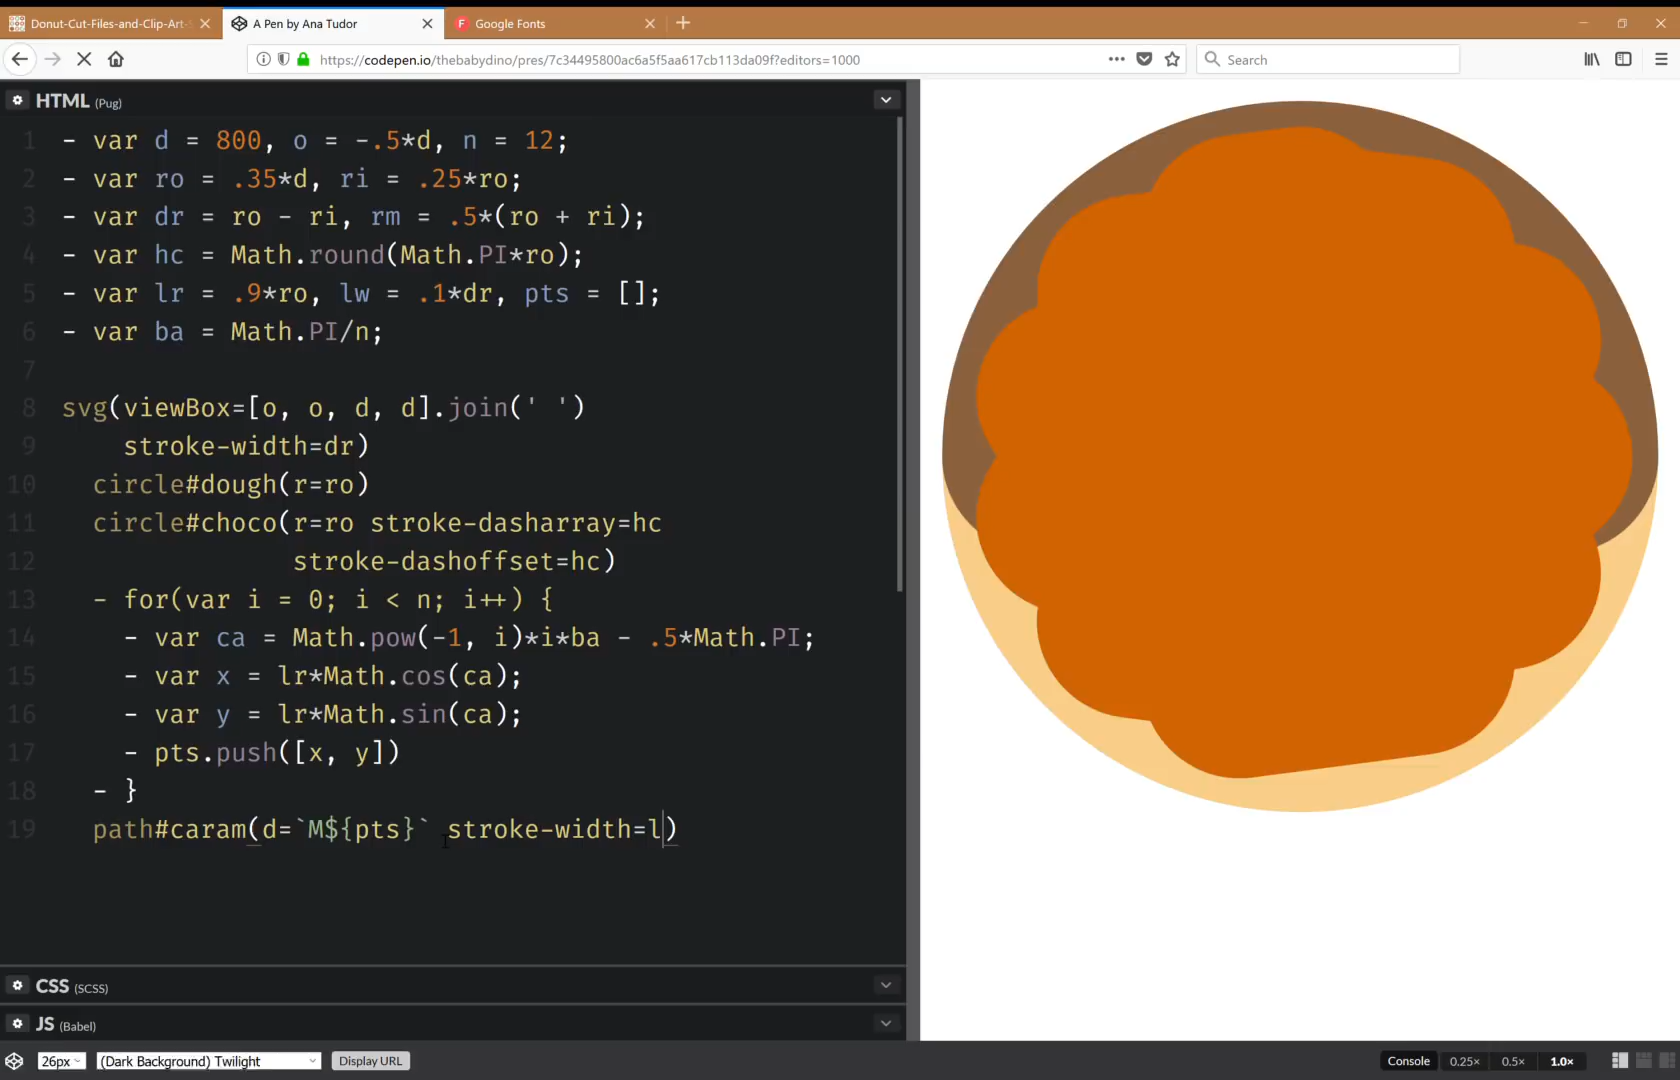 Donut-Cut-Files-and-Clip-Art-
A Pen by Ana Tudor
Google Fonts
https://codepen.io/thebabydino/pres/7c34495800ac6a5f5aa617cb113da09f?editors=1000
Search
HTML (Pug)
1 - var d = 800, o = -.5*d, n = 12;
2 - var ro = .35*d, ri = .25*ro;
3 - var dr = ro - ri, rm = .5*(ro + ri);
4 - var hc = Math.round(Math.PI*ro);
5 - var lr = .9*ro, lw = .1*dr, pts = [];
6 - var ba = Math.PI/n;
7
8 svg(viewBox=[o, o, d, d].join(' ')
9 stroke-width=dr)
10 circle#dough(r=ro)
11 circle#choco(r=ro stroke-dasharray=hc
12 stroke-dashoffset=hc)
13 - for(var i = 0; i < n; i++) {
14 - var ca = Math.pow(-1, i)*i*ba - .5*Math.PI;
15 - var x = lr*Math.cos(ca);
16 - var y = lr*Math.sin(ca);
17 - pts.push([x, y])
18 - }
19 path#caram(d=`M${pts}` stroke-width=l)
CSS (SCSS)
JS (Babel)
26px (Dark Background) Twilight Display URL Console 0.25× 0.5× 1.0×